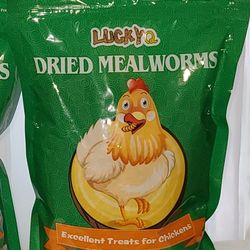 LUCKYQ
DRIED MEALWORMS
S
Excellent Treats for Chickens